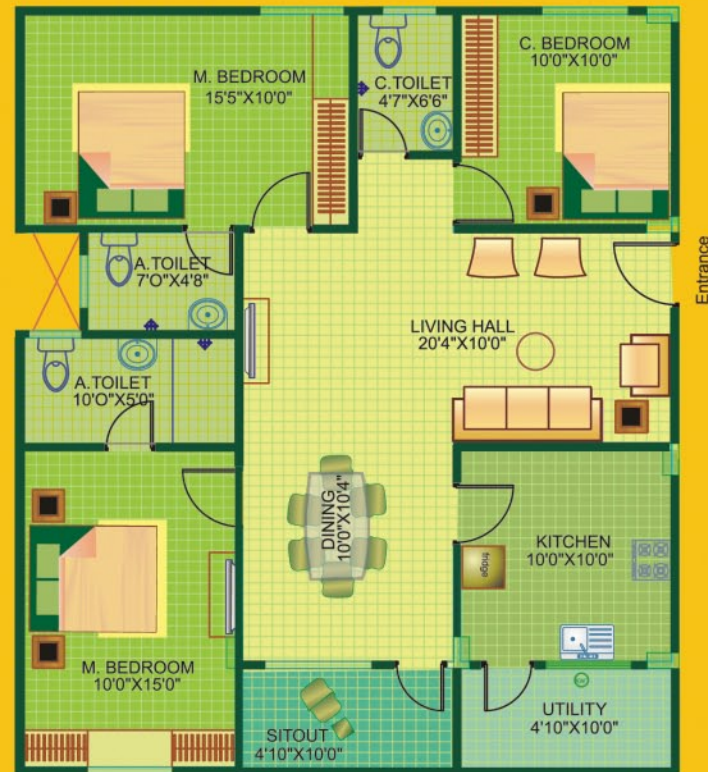 M. BEDROOM
15'5"X10'0"
C.TOILET
4'7"X6'6"
C. BEDROOM
10'0"X10'0"
A.TOILET
7'O"X4'8"
Entrance
LIVING HALL
20'4"X10'0"
A.TOILET
10'O"X5'0"
DINING
10'0"X10'4"
KITCHEN
10'0"X10'0"
fridge
M. BEDROOM
10'0"X15'0"
SITOUT
4'10"X10'0"
UTILITY
4'10"X10'0"